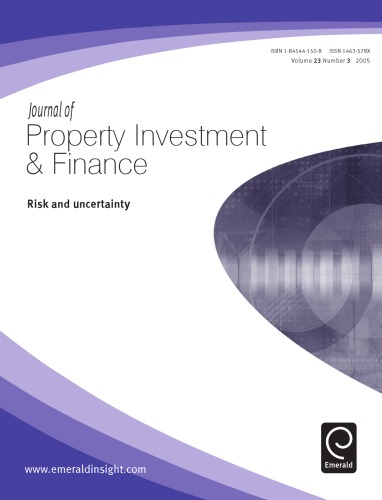 ISBN 1-84544-150-8 ISSN 1463-578X
Volume 23 Number 3 2005
Journal of
Property Investment
& Finance
Risk and uncertainty
www.emeraldinsight.com
Emerald